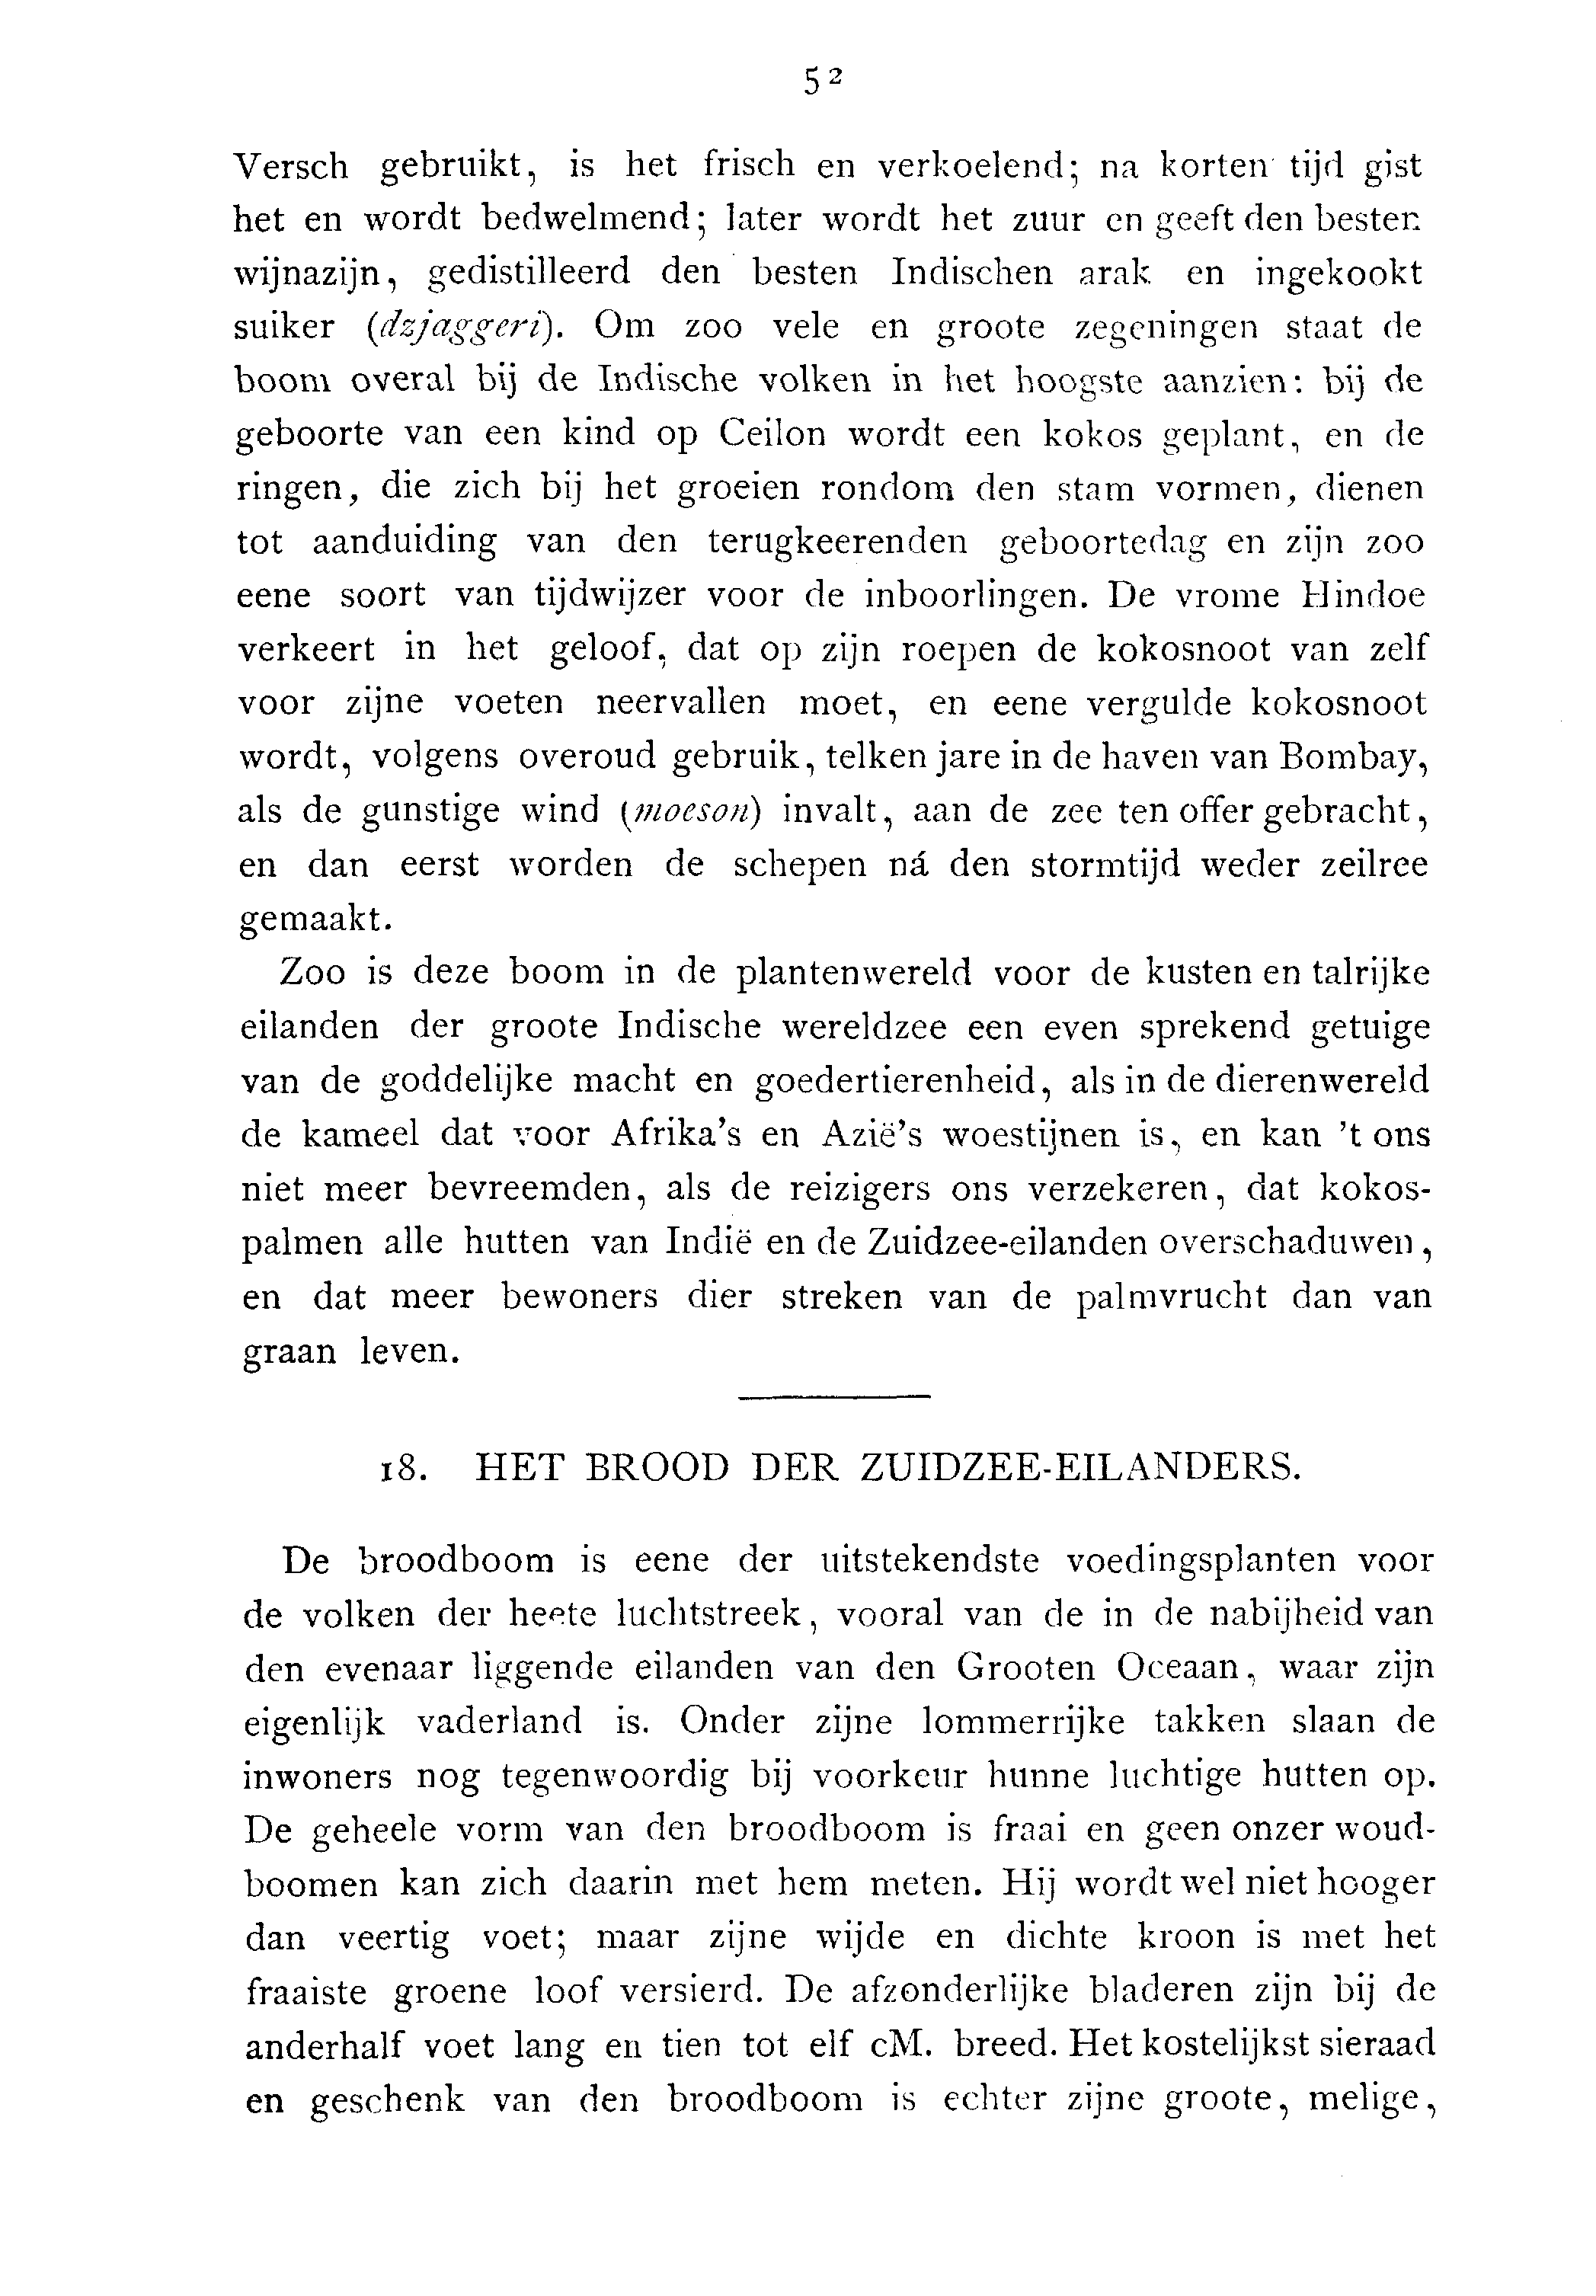 52
Versch gebruikt, is het frisch en verkoelend; na korten tijd gist
het en wordt bedwelmend; later wordt het zuur en geeft den besten
wijnazijn, gedistilleerd den besten Indischen arak en ingekookt
suiker (dzjaggeri). Om zoo vele en groote zegeningen staat de
boom overal bij de Indische volken in het hoogste aanzien: bij de
geboorte van een kind op Ceilon wordt een kokos geplant, en de
ringen, die zich bij het groeien rondom den stam vormen, dienen
tot aanduiding van den terugkeerenden geboortedag en zijn zoo
eene soort van tijdwijzer voor de inboorlingen. De vrome Hindoe
verkeert in het geloof, dat op zijn roepen de kokosnoot van zelf
voor zijne voeten neervallen moet, en eene vergulde kokosnoot
wordt, volgens overoud gebruik, telken jare in de haven van Bombay,
als de gunstige wind (moeson) invalt, aan de zee ten offer gebracht,
en dan eerst worden de schepen ná den stormtijd weder zeilree
gemaakt.
Zoo is deze boom in de plantenwereld voor de kusten en talrijke
eilanden der groote Indische wereldzee een even sprekend getuige
van de goddelijke macht en goedertierenheid, als in de dierenwereld
de kameel dat voor Afrika's en Azië's woestijnen is, en kan 't ons
niet meer bevreemden, als de reizigers ons verzekeren, dat kokos-
palmen alle hutten van Indië en de Zuidzee-eilanden overschaduwen,
en dat meer bewoners dier streken van de palmvrucht dan van
graan leven.
18. HET BROOD DER ZUIDZEE-EILANDERS.
De broodboom is eene der uitstekendste voedingsplanten voor
de volken der heete luchtstreek, vooral van de in de nabijheid van
den evenaar liggende eilanden van den Grooten Oceaan, waar zijn
eigenlijk vaderland is. Onder zijne lommerrijke takken slaan de
inwoners nog tegenwoordig bij voorkeur hunne luchtige hutten op.
De geheele vorm van den broodboom is fraai en geen onzer woud-
boomen kan zich daarin met hem meten. Hij wordt wel niet hooger
dan veertig voet; maar zijne wijde en dichte kroon is met het
fraaiste groene loof versierd. De afzonderlijke bladeren zijn bij de
anderhalf voet lang en tien tot elf cM. breed. Het kostelijkst sieraad
en geschenk van den broodboom is echter zijne groote, melige,